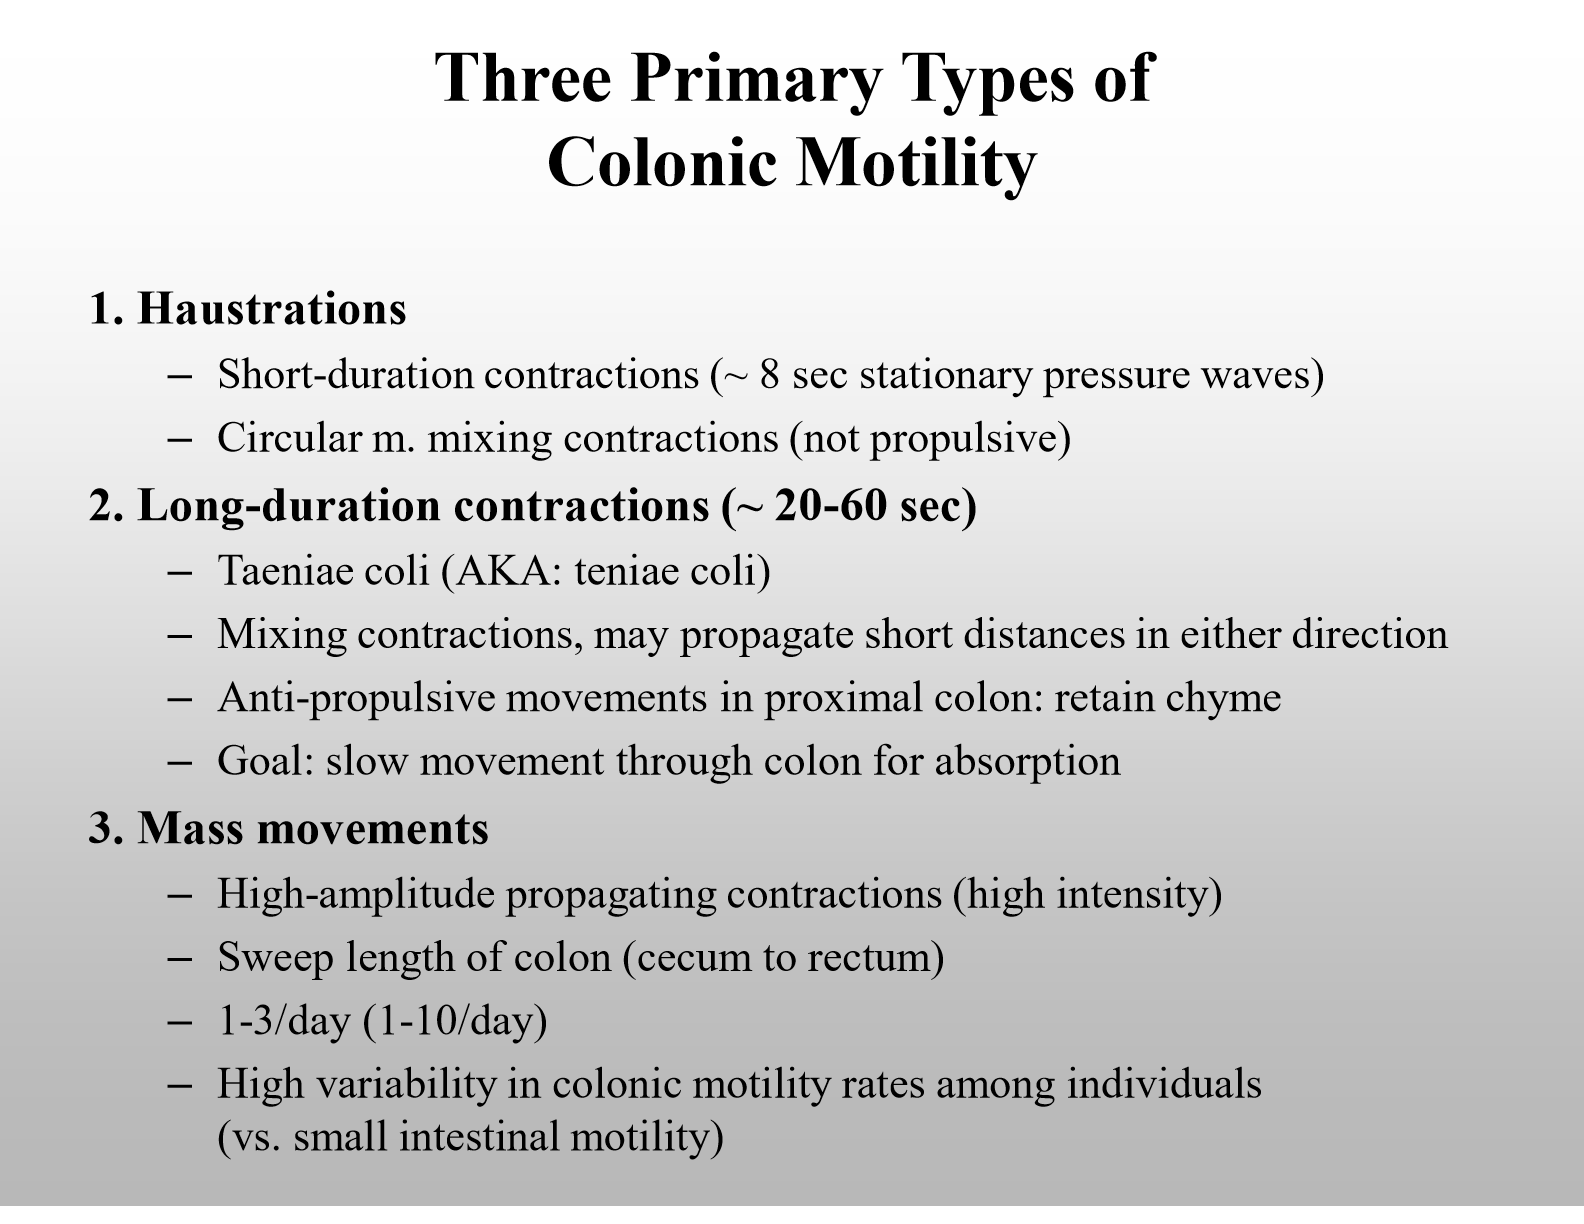 Three Primary Types of
Colonic Motility
1. Haustrations
– Short-duration contractions (~ 8 sec stationary pressure waves)
– Circular m. mixing contractions (not propulsive)
2. Long-duration contractions (~ 20-60 sec)
– Taeniae coli (AKA: teniae coli)
– Mixing contractions, may propagate short distances in either direction
– Anti-propulsive movements in proximal colon: retain chyme
– Goal: slow movement through colon for absorption
3. Mass movements
– High-amplitude propagating contractions (high intensity)
– Sweep length of colon (cecum to rectum)
– 1-3/day (1-10/day)
– High variability in colonic motility rates among individuals
(vs. small intestinal motility)